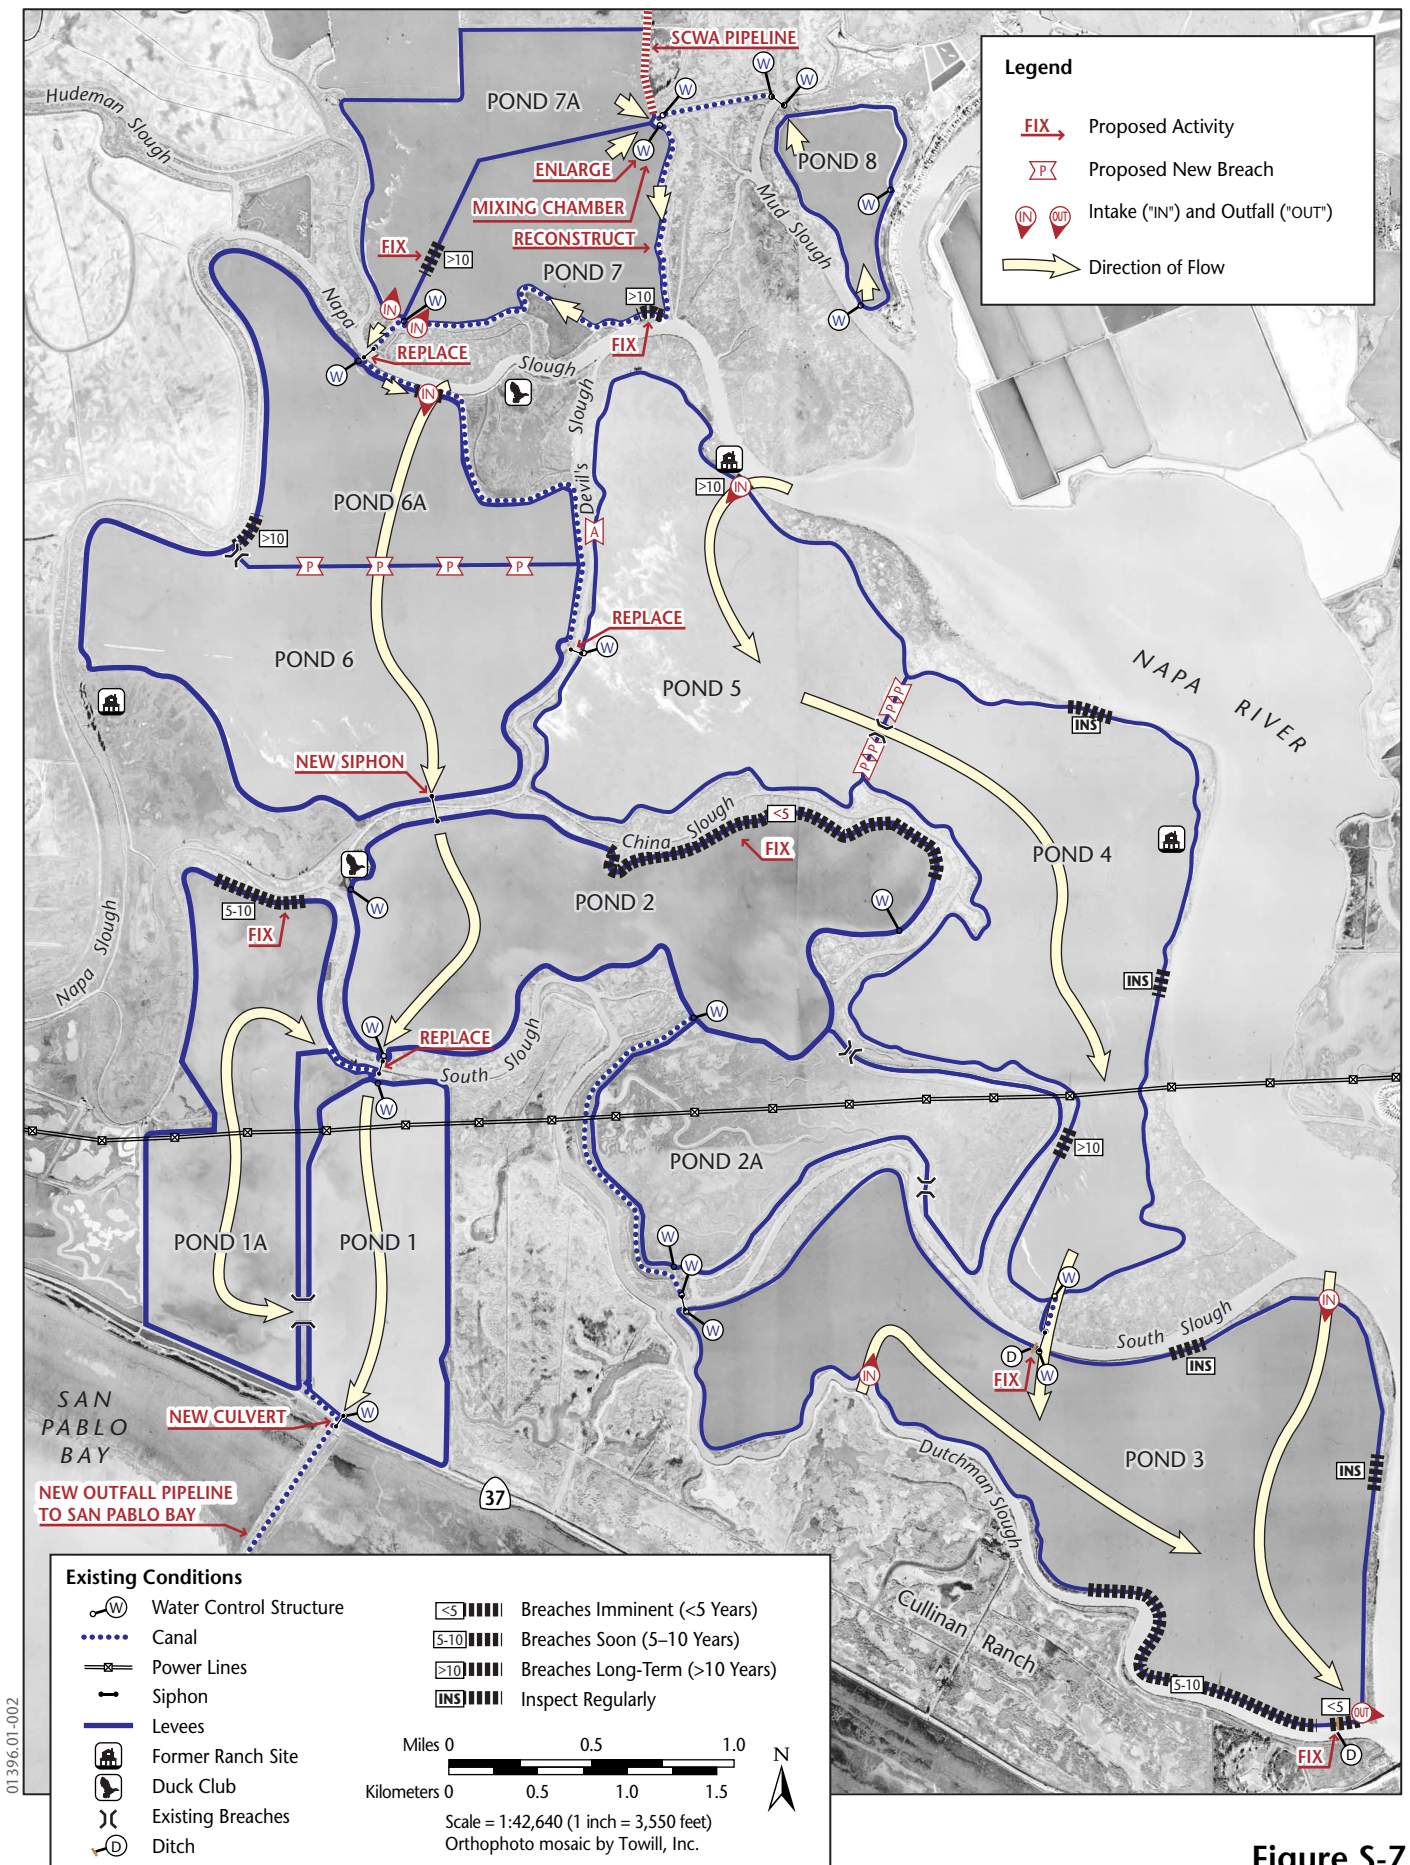 SCWA PIPELINE
W
W
W
Hudeman Slough
POND 7A
W
ENLARGE
MIXING CHAMBER
RECONSTRUCT
FIX
>10
POND 7
>10
FIX
POND 8
W
W
Mud Slough
Legend
FIX Proposed Activity
P Proposed New Breach
IN OUT Intake ("IN") and Outfall ("OUT")
Direction of Flow
Napa
Slough
IN
IN
W
REPLACE
W
IN
Devil's Slough
>10
IN
POND 6A
>10
A
P
P
P
P
REPLACE
W
POND 6
POND 5
P
P
P
P
NAPA RIVER
INS
NEW SIPHON
China Slough
<5
FIX
POND 4
5-10
FIX
W
POND 2
W
Napa Slough
INS
W
W
REPLACE
South Slough
W
>10
POND 2A
POND 1A
POND 1
W
W
W
W
South Slough
IN
INS
D
FIX
W
IN
SAN
PABLO
BAY
NEW CULVERT
W
37
NEW OUTFALL PIPELINE
TO SAN PABLO BAY
Dutchman Slough
POND 3
INS
Cullinan Ranch
5-10
<5
OUT
FIX
D
Existing Conditions
W Water Control Structure
Canal
Power Lines
Siphon
Levees
Former Ranch Site
Duck Club
Existing Breaches
D Ditch
<5 Breaches Imminent (<5 Years)
5-10 Breaches Soon (5–10 Years)
>10 Breaches Long-Term (>10 Years)
INS Inspect Regularly
Miles 0 0.5 1.0
Kilometers 0 0.5 1.0 1.5
N
Scale = 1:42,640 (1 inch = 3,550 feet)
Orthophoto mosaic by Towill, Inc.
01396.01-002
Figure S-7